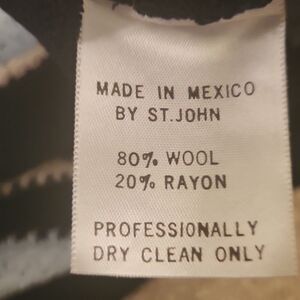 MADE IN MEXICO
BY ST.JOHN
80% WOOL
20% RAYON
PROFESSIONALLY
DRY CLEAN ONLY